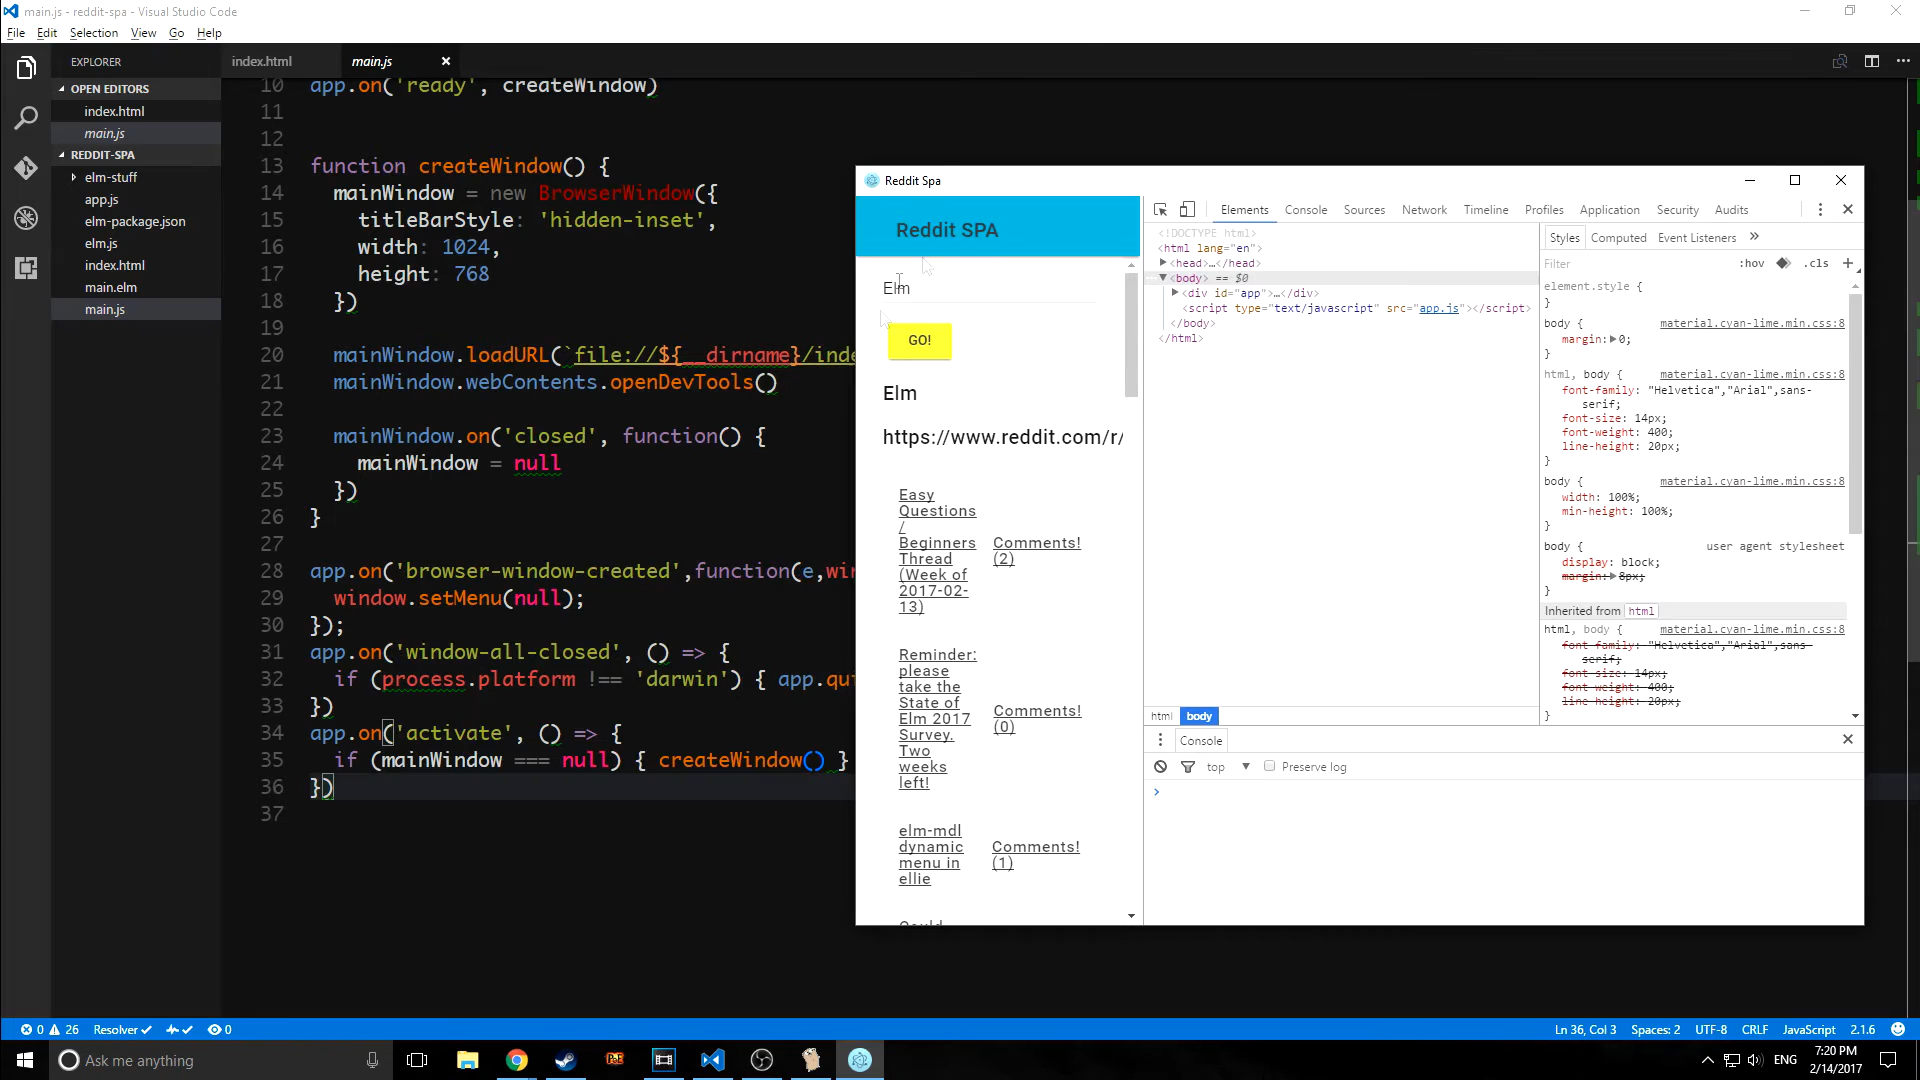 main.js - reddit-spa - Visual Studio Code
File Edit Selection View Go Help
EXPLORER
OPEN EDITORS
index.html
main.js
REDDIT-SPA
elm-stuff
app.js
elm-package.json
elm.js
index.html
main.elm
main.js
index.html
main.js
10 app.on('ready', createWindow)
11
12
13 function createWindow() {
14 mainWindow = new BrowserWindow({
15 titleBarStyle: 'hidden-inset',
16 width: 1024,
17 height: 768
18 })
19
20 mainWindow.loadURL(`file://${__dirname}/inde
21 mainWindow.webContents.openDevTools()
22
23 mainWindow.on('closed', function() {
24 mainWindow = null
25 })
26 }
27
28 app.on('browser-window-created',function(e,win
29 window.setMenu(null);
30 });
31 app.on('window-all-closed', () => {
32 if (process.platform !== 'darwin') { app.qu
33 })
34 app.on('activate', () => {
35 if (mainWindow === null) { createWindow() }
36 })
37
Reddit Spa
Reddit SPA
Elm
GO!
Elm
https://www.reddit.com/r/
Easy
Questions
/
Beginners
Thread
(Week of
2017-02-
13)
Comments!
(2)
Reminder:
please
take the
State of
Elm 2017
Survey.
Two
weeks
left!
Comments!
(0)
elm-mdl
dynamic
menu in
ellie
Comments!
(1)
Could
Elements Console Sources Network Timeline Profiles Application Security Audits
<!DOCTYPE html>
<html lang="en">
<head>…</head>
<body> == $0
<div id="app">…</div>
<script type="text/javascript" src="app.js"></script>
</body>
</html>
html body
Styles Computed Event Listeners »
Filter :hov .cls +
element.style {
}
body { material.cyan-lime.min.css:8
margin: 0;
}
html, body { material.cyan-lime.min.css:8
font-family: "Helvetica","Arial",sans-
serif;
font-size: 14px;
font-weight: 400;
line-height: 20px;
}
body { material.cyan-lime.min.css:8
width: 100%;
min-height: 100%;
}
body { user agent stylesheet
display: block;
margin: 8px;
}
Inherited from html
html, body { material.cyan-lime.min.css:8
font-family: "Helvetica","Arial",sans-
serif;
font-size: 14px;
font-weight: 400;
line-height: 20px;
}
Console
top Preserve log
>
0 26 Resolver 0
Ln 36, Col 3 Spaces: 2 UTF-8 CRLF JavaScript 2.1.6
Ask me anything
ENG
7:20 PM
2/14/2017